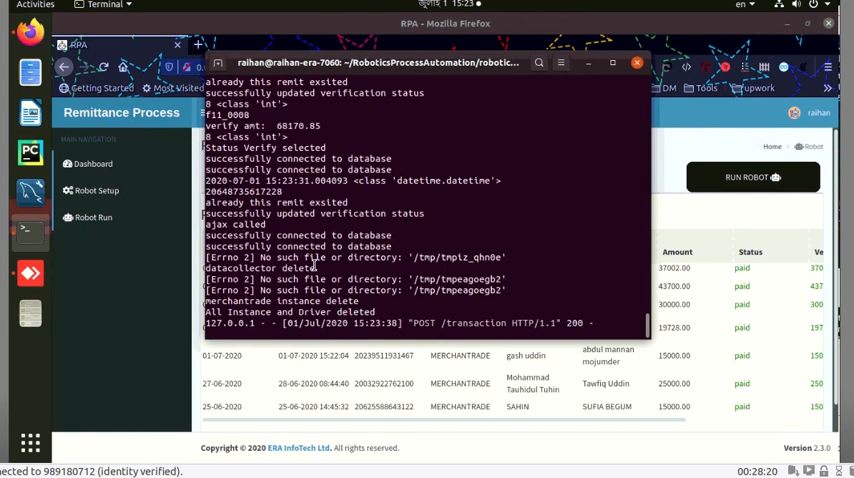 Activities
Terminal
জুলাই 1 15:23
en
RPA - Mozilla Firefox
RPA
raihan@raihan-era-7060: ~/RoboticsProcessAutomation/robotic...
Getting Started
Most Visited
DM
Tools
upwork
Remittance Process
raihan
MAIN NAVIGATION
Dashboard
Robot Setup
Robot Run
already this remit exsited
successfully updated verification status
8 <class 'int'>
f11_0008
verify amt:  68170.85
8 <class 'int'>
Status Verify selected
successfully connected to database
successfully connected to database
2020-07-01 15:23:31.004093 <class 'datetime.datetime'>
20648735617228
already this remit exsited
successfully updated verification status
ajax called
successfully connected to database
successfully connected to database
[Errno 2] No such file or directory: '/tmp/tmpiz_qhn0e'
datacollector delete
[Errno 2] No such file or directory: '/tmp/tmpeagoegb2'
[Errno 2] No such file or directory: '/tmp/tmpeagoegb2'
merchantrade instance delete
All Instance and Driver deleted
127.0.0.1 - - [01/Jul/2020 15:23:38] "POST /transaction HTTP/1.1" 200 -
Home
Robot
RUN ROBOT
Amount Status Ve
37002.00 paid 370
43700.00 paid 437
30000.00 paid 300
19728.00 paid 197
01-07-2020 01-07-2020 15:22:04 20239511931467 MERCHANTRADE gash uddin abdul mannan mojumder 15000.00 paid 150
27-06-2020 28-06-2020 08:44:40 20032922762100 MERCHANTRADE Mohammad Tauhidul Tuhin Tawfiq Uddin 25000.00 paid 250
25-06-2020 25-06-2020 14:45:32 20625588643122 MERCHANTRADE SAHIN SUFIA BEGUM 15000.00 paid 150
Copyright © 2020 ERA InfoTech Ltd. All rights reserved.
Version 2.3.0
nected to 989180712 (identity verified).
00:28:20